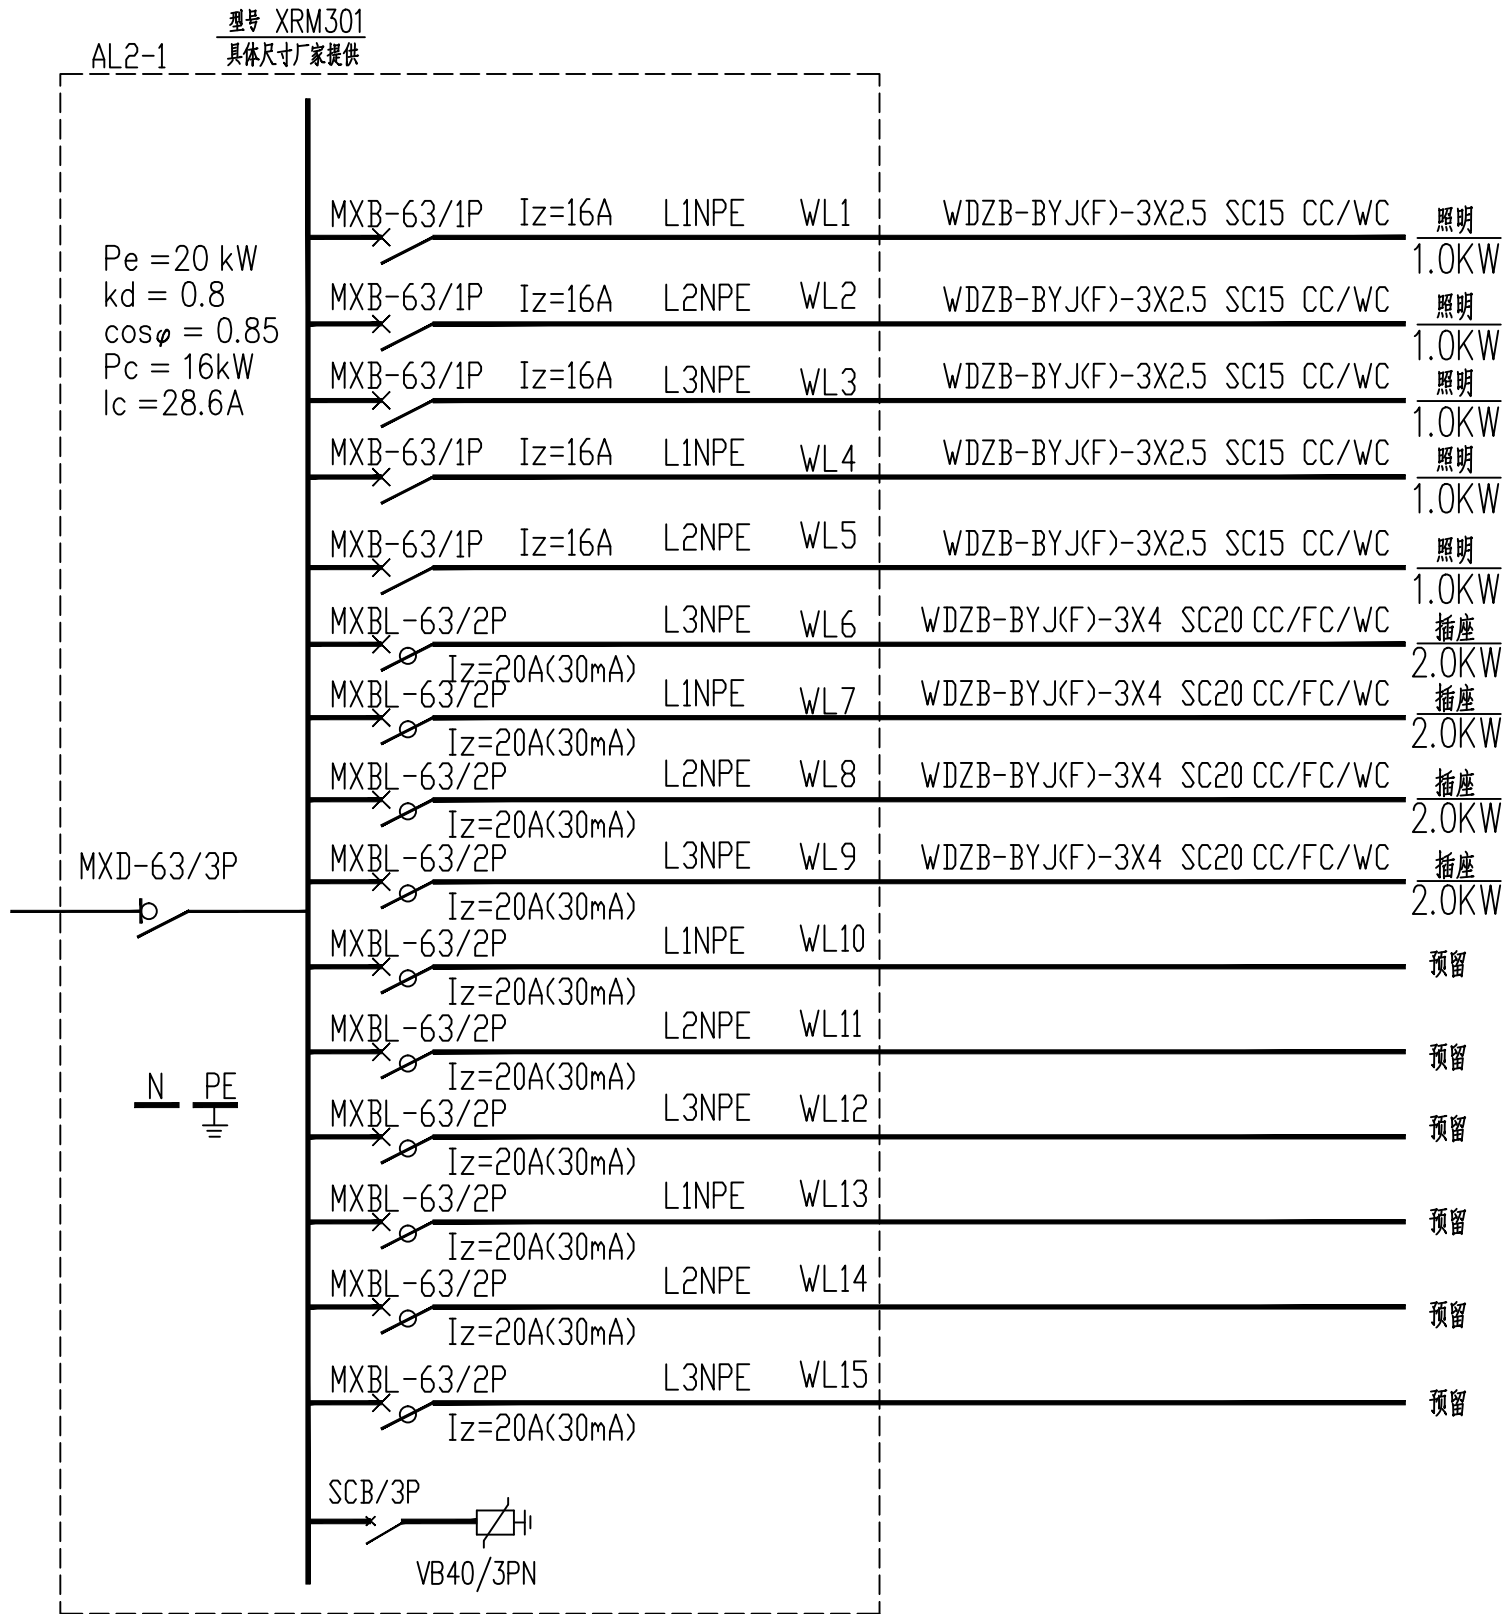 型号 XRM301
具体尺寸厂家提供
AL2-1
Pe =20 kW
kd = 0.8
cosφ = 0.85
Pc = 16kW
Ic =28.6A
MXD-63/3P
N PE
MXB-63/1P Iz=16A L1NPE WL1 WDZB-BYJ(F)-3X2.5 SC15 CC/WC 照明
1.0KW
MXB-63/1P Iz=16A L2NPE WL2 WDZB-BYJ(F)-3X2.5 SC15 CC/WC 照明
1.0KW
MXB-63/1P Iz=16A L3NPE WL3 WDZB-BYJ(F)-3X2.5 SC15 CC/WC 照明
1.0KW
MXB-63/1P Iz=16A L1NPE WL4 WDZB-BYJ(F)-3X2.5 SC15 CC/WC 照明
1.0KW
MXB-63/1P Iz=16A L2NPE WL5 WDZB-BYJ(F)-3X2.5 SC15 CC/WC 照明
1.0KW
MXBL-63/2P L3NPE WL6 WDZB-BYJ(F)-3X4 SC20 CC/FC/WC 插座
Iz=20A(30mA) 2.0KW
MXBL-63/2P L1NPE WL7 WDZB-BYJ(F)-3X4 SC20 CC/FC/WC 插座
Iz=20A(30mA) 2.0KW
MXBL-63/2P L2NPE WL8 WDZB-BYJ(F)-3X4 SC20 CC/FC/WC 插座
Iz=20A(30mA) 2.0KW
MXBL-63/2P L3NPE WL9 WDZB-BYJ(F)-3X4 SC20 CC/FC/WC 插座
Iz=20A(30mA) 2.0KW
MXBL-63/2P L1NPE WL10 预留
Iz=20A(30mA)
MXBL-63/2P L2NPE WL11 预留
Iz=20A(30mA)
MXBL-63/2P L3NPE WL12 预留
Iz=20A(30mA)
MXBL-63/2P L1NPE WL13 预留
Iz=20A(30mA)
MXBL-63/2P L2NPE WL14 预留
Iz=20A(30mA)
MXBL-63/2P L3NPE WL15 预留
Iz=20A(30mA)
SCB/3P
VB40/3PN